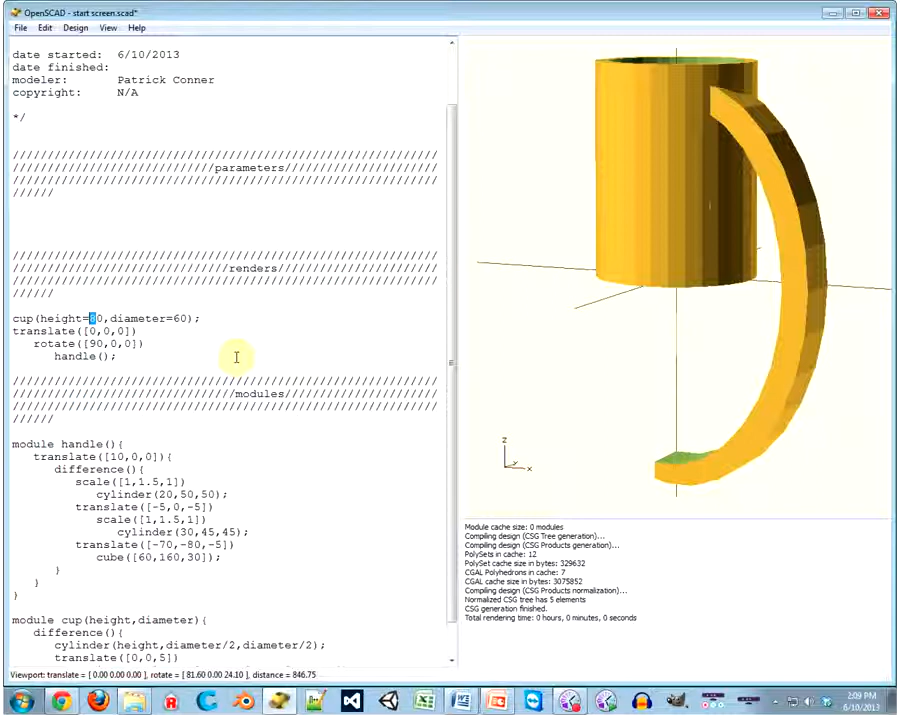 OpenSCAD - start screen.scad*
File Edit Design View Help
date started: 6/10/2013
date finished:
modeler: Patrick Conner
copyright: N/A
*/
/////////////////////////////////////////////////////////////
/////////////////////////////parameters//////////////////////
/////////////////////////////////////////////////////////////
//////
/////////////////////////////////////////////////////////////
///////////////////////////////renders///////////////////////
/////////////////////////////////////////////////////////////
//////
cup(height=80,diameter=60);
translate([0,0,0])
rotate([90,0,0])
handle();
/////////////////////////////////////////////////////////////
////////////////////////////////modules//////////////////////
/////////////////////////////////////////////////////////////
//////
module handle(){
translate([10,0,0]){
difference(){
scale([1,1.5,1])
cylinder(20,50,50);
translate([-5,0,-5])
scale([1,1.5,1])
cylinder(30,45,45);
translate([-70,-80,-5])
cube([60,160,30]);
}
}
}
module cup(height,diameter){
difference(){
cylinder(height,diameter/2,diameter/2);
translate([0,0,5])
z
y
x
Module cache size: 0 modules
Compiling design (CSG Tree generation)...
Compiling design (CSG Products generation)...
PolySets in cache: 12
PolySet cache size in bytes: 329632
CGAL Polyhedrons in cache: 7
CGAL cache size in bytes: 3075852
Compiling design (CSG Products normalization)...
Normalized CSG tree has 5 elements
CSG generation finished.
Total rendering time: 0 hours, 0 minutes, 0 seconds
Viewport: translate = [ 0.00 0.00 0.00 ], rotate = [ 81.60 0.00 24.10 ], distance = 846.75
2:09 PM
6/10/2013